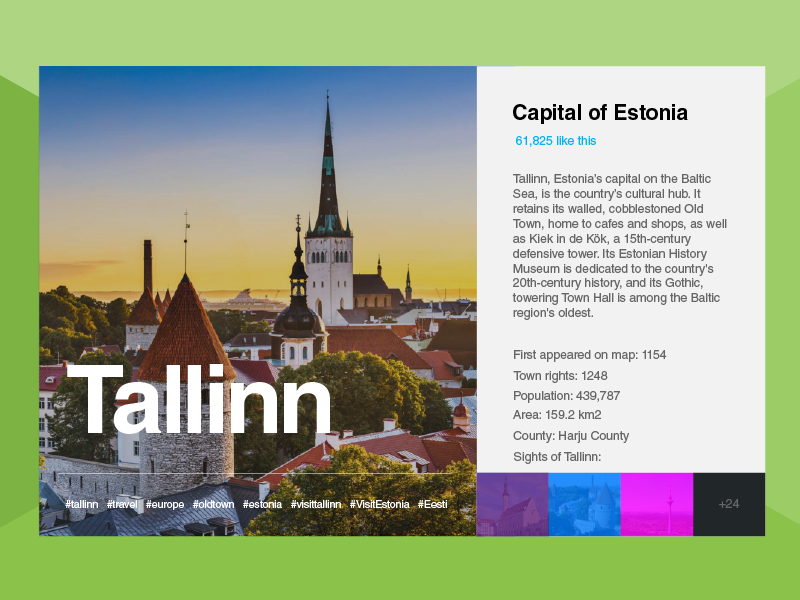 Capital of Estonia
61,825 like this
Tallinn, Estonia's capital on the Baltic
Sea, is the country's cultural hub. It
retains its walled, cobblestoned Old
Town, home to cafes and shops, as well
as Kiek in de Kök, a 15th-century
defensive tower. Its Estonian History
Museum is dedicated to the country's
20th-century history, and its Gothic,
towering Town Hall is among the Baltic
region's oldest.
First appeared on map: 1154
Town rights: 1248
Population: 439,787
Area: 159.2 km2
County: Harju County
Sights of Tallinn:
Tallinn
#tallinn #travel #europe #oldtown #estonia #visittallinn #VisitEstonia #Eesti
+24